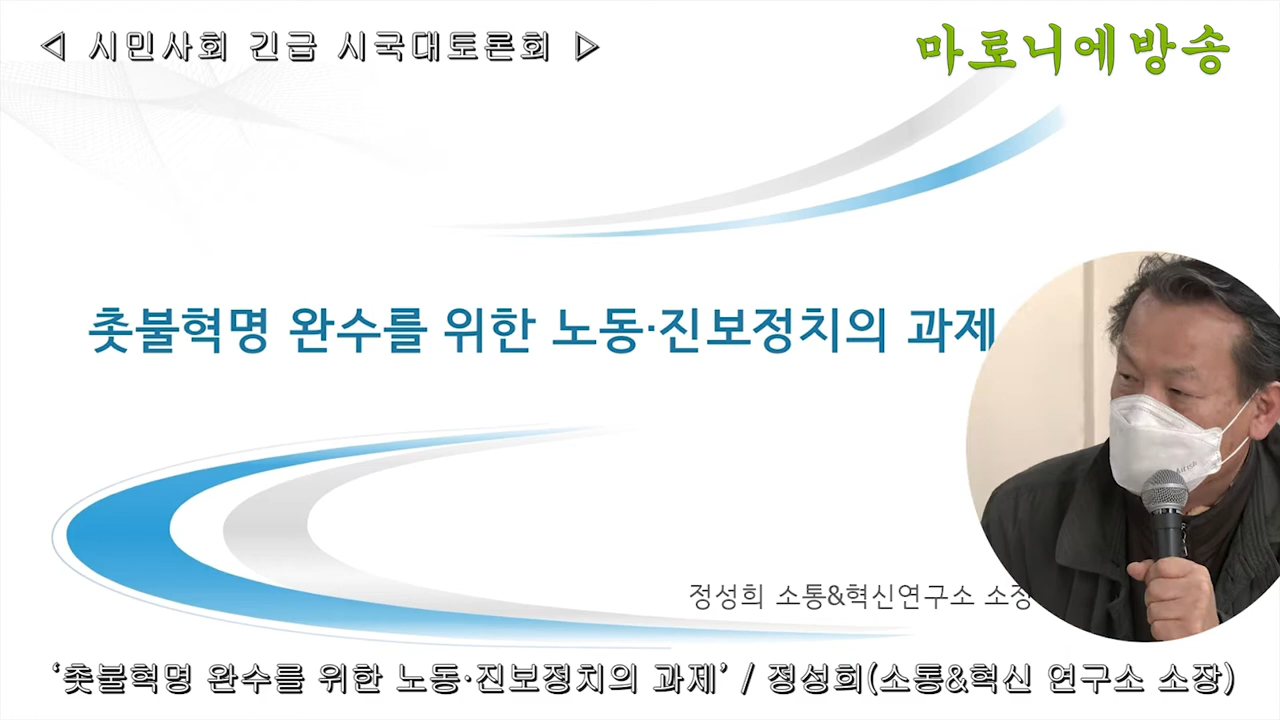 ◁ 시민사회 긴급 시국대토론회 ▷
마로니에방송
촛불혁명 완수를 위한 노동·진보정치의 과제
정성희 소통&혁신연구소 소장
‘촛불혁명 완수를 위한 노동·진보정치의 과제’ / 정성희(소통&혁신 연구소 소장)